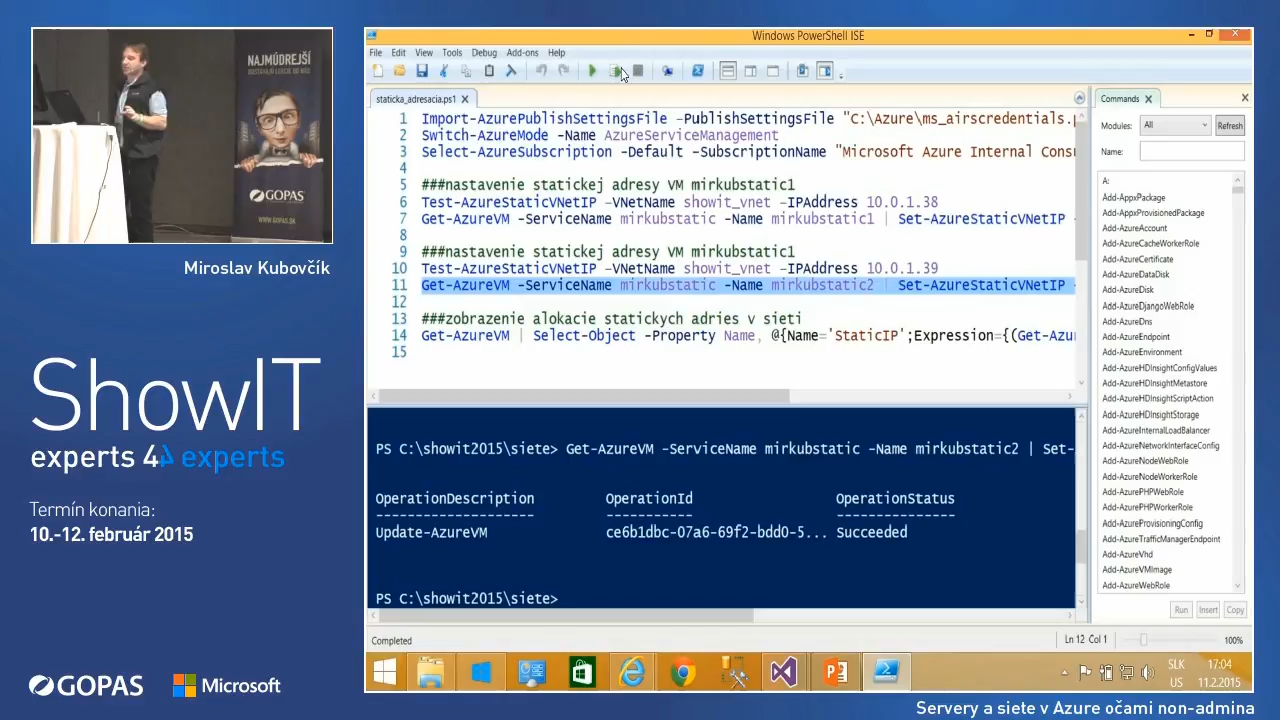 NAJMÚDREJŠÍ
GOPAS
WWW.GOPAS.SK
Miroslav Kubovčík
ShowIT
experts 4 experts
Termín konania:
10.-12. február 2015
GOPAS
Microsoft
Windows PowerShell ISE
File Edit View Tools Debug Add-ons Help
staticka_adresacia.ps1
1 Import-AzurePublishSettingsFile -PublishSettingsFile "C:\Azure\ms_airscredentials.p
2 Switch-AzureMode -Name AzureServiceManagement
3 Select-AzureSubscription -Default -SubscriptionName "Microsoft Azure Internal Cons
4
5 ###nastavenie statickej adresy VM mirkubstatic1
6 Test-AzureStaticVNetIP -VNetName showit_vnet -IPAddress 10.0.1.38
7 Get-AzureVM -ServiceName mirkubstatic -Name mirkubstatic1 | Set-AzureStaticVNetIP -
8
9 ###nastavenie statickej adresy VM mirkubstatic1
10 Test-AzureStaticVNetIP -VNetName showit_vnet -IPAddress 10.0.1.39
11 Get-AzureVM -ServiceName mirkubstatic -Name mirkubstatic2 | Set-AzureStaticVNetIP -
12
13 ###zobrazenie alokacie statickych adries v sieti
14 Get-AzureVM | Select-Object -Property Name, @{Name='StaticIP';Expression={(Get-Azu
15
PS C:\showit2015\siete> Get-AzureVM -ServiceName mirkubstatic -Name mirkubstatic2 | Set-
OperationDescription OperationId OperationStatus
-------------------- ----------- ---------------
Update-AzureVM ce6b1dbc-07a6-69f2-bdd0-5... Succeeded
PS C:\showit2015\siete>
Completed
Ln 12 Col 1
100%
Commands
Modules: All Refresh
Name:
A:
Add-AppxPackage
Add-AppxProvisionedPackage
Add-AzureAccount
Add-AzureCacheWorkerRole
Add-AzureCertificate
Add-AzureDataDisk
Add-AzureDisk
Add-AzureDjangoWebRole
Add-AzureDns
Add-AzureEndpoint
Add-AzureEnvironment
Add-AzureHDInsightConfigValues
Add-AzureHDInsightMetastore
Add-AzureHDInsightScriptAction
Add-AzureHDInsightStorage
Add-AzureInternalLoadBalancer
Add-AzureNetworkInterfaceConfig
Add-AzureNodeWebRole
Add-AzureNodeWorkerRole
Add-AzurePHPWebRole
Add-AzurePHPWorkerRole
Add-AzureProvisioningConfig
Add-AzureTrafficManagerEndpoint
Add-AzureVhd
Add-AzureVMImage
Add-AzureWebRole
Run Insert Copy
SLK 17:04
US 11.2.2015
Servery a siete v Azure očami non-admina